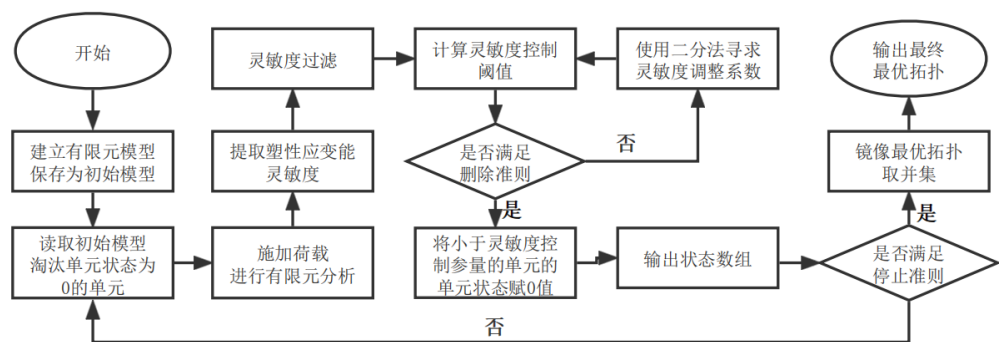 开始
建立有限元模型
保存为初始模型
读取初始模型
淘汰单元状态为
0的单元
施加荷载
进行有限元分析
提取塑性应变能
灵敏度
灵敏度过滤
计算灵敏度控制
阈值
使用二分法寻求
灵敏度调整系数
是否满足
删除准则
否
是
将小于灵敏度控
制参量的单元的
单元状态赋0值
输出状态数组
是否满足
停止准则
是
否
镜像最优拓扑
取并集
输出最终
最优拓扑